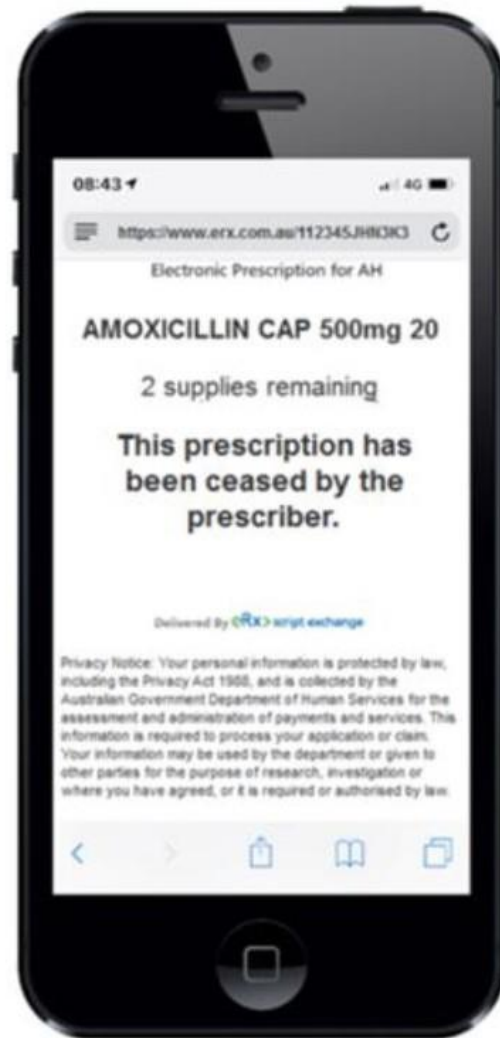 08:43
4G
https://www.erx.com.au/112345JHN3K3
Electronic Prescription for AH
AMOXICILLIN CAP 500mg 20
2 supplies remaining
This prescription has
been ceased by the
prescriber.
Delivered By eRx script exchange
Privacy Notice: Your personal information is protected by law,
including the Privacy Act 1988, and is collected by the
Australian Government Department of Human Services for the
assessment and administration of payments and services. This
information is required to process your application or claim.
Your information may be used by the department or given to
other parties for the purpose of research, investigation or
where you have agreed, or it is required or authorised by law.